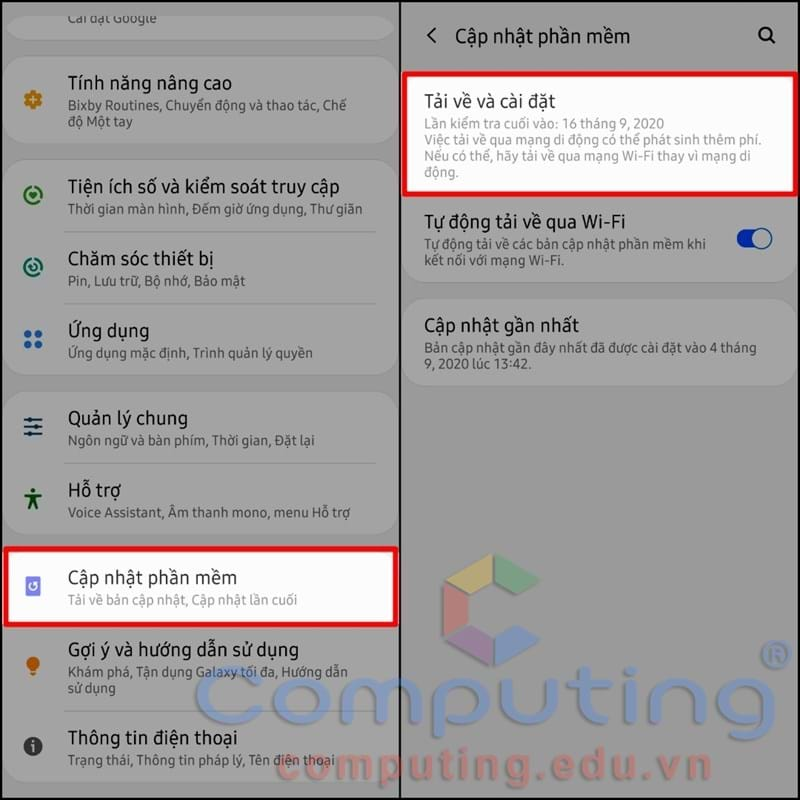 Cài đặt Google
Tính năng nâng cao
Bixby Routines, Chuyển động và thao tác, Chế
độ Một tay
Tiện ích số và kiểm soát truy cập
Thời gian màn hình, Đếm giờ ứng dụng, Thư giãn
Chăm sóc thiết bị
Pin, Lưu trữ, Bộ nhớ, Bảo mật
Ứng dụng
Ứng dụng mặc định, Trình quản lý quyền
Quản lý chung
Ngôn ngữ và bàn phím, Thời gian, Đặt lại
Hỗ trợ
Voice Assistant, Âm thanh mono, menu Hỗ trợ
Cập nhật phần mềm
Tải về bản cập nhật, Cập nhật lần cuối
Gợi ý và hướng dẫn sử dụng
Khám phá, Tận dụng Galaxy tối đa, Hướng dẫn
sử dụng
Thông tin điện thoại
Trạng thái, Thông tin pháp lý, Tên điện thoại
Cập nhật phần mềm
Tải về và cài đặt
Lần kiểm tra cuối vào: 16 tháng 9, 2020
Việc tải về qua mạng di động có thể phát sinh thêm phí.
Nếu có thể, hãy tải về qua mạng Wi-Fi thay vì mạng di
động.
Tự động tải về qua Wi-Fi
Tự động tải về các bản cập nhật phần mềm khi
kết nối với mạng Wi-Fi.
Cập nhật gần nhất
Bản cập nhật gần đây nhất đã được cài đặt vào 4 tháng
9, 2020 lúc 13:42.
Computing®
computing.edu.vn